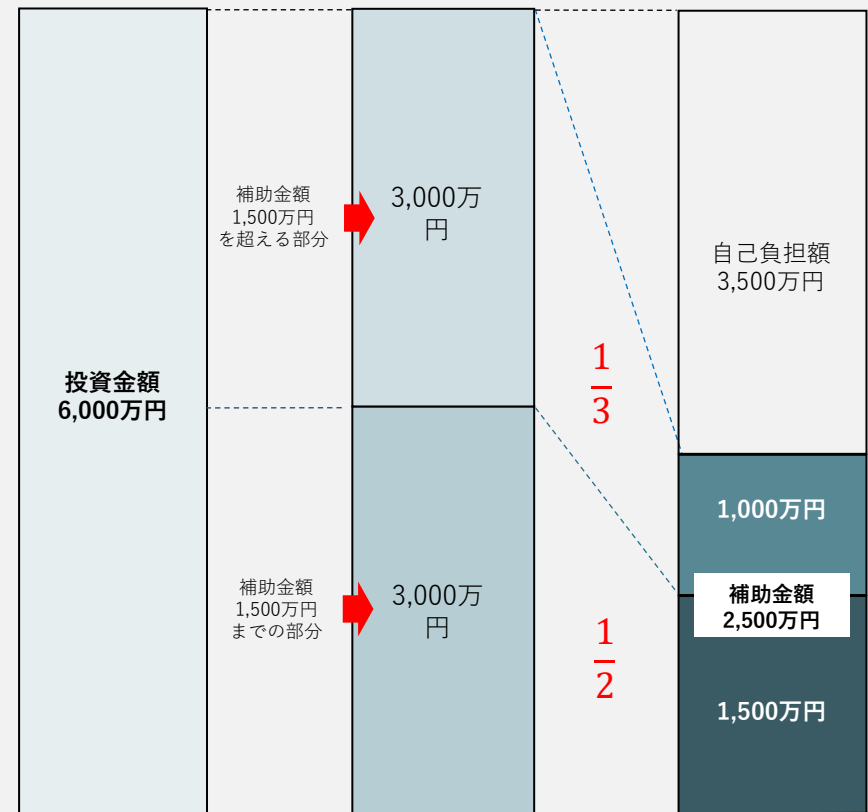 投資金額
6,000万円
補助金額
1,500万円
を超える部分
3,000万
円
補助金額
1,500万円
までの部分
3,000万
円
1
3
1
2
自己負担額
3,500万円
1,000万円
補助金額
2,500万円
1,500万円